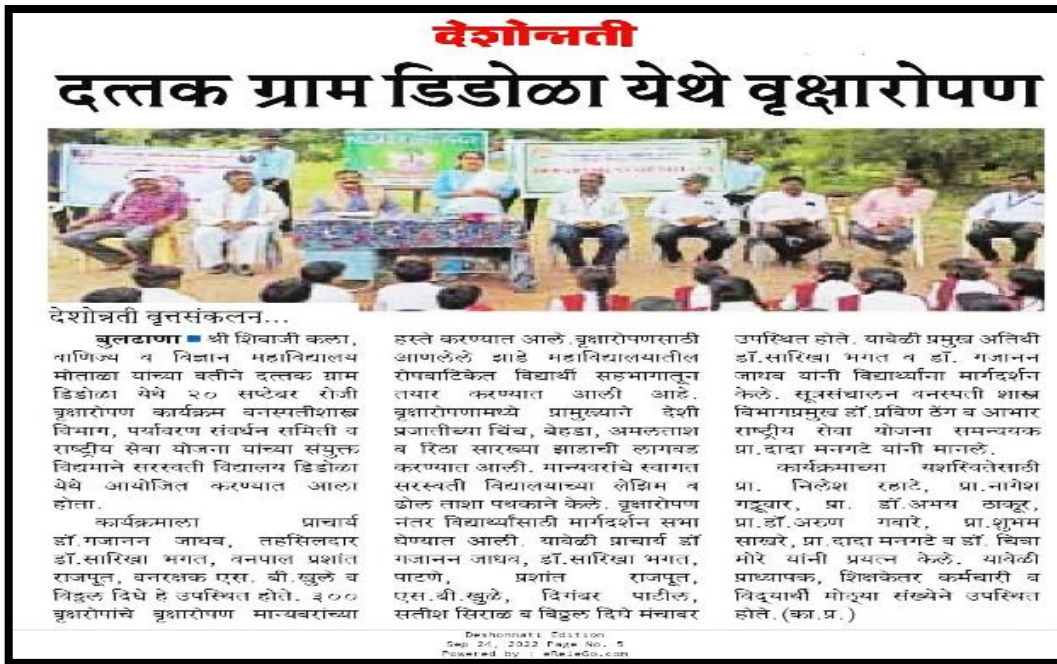 देशोन्नती
दत्तक ग्राम डिडोळा येथे वृक्षारोपण
देशोन्नती वृत्तसंकलन...
बुलढाणा ■ श्री शिवाजी कला,
वाणिज्य व विज्ञान महाविद्यालय
मोताळा यांच्या वतीने दत्तक ग्राम
डिडोळा येथे २० सप्टेबर रोजी
वृक्षारोपण कार्यक्रम वनस्पतीशास्त्र
विभाग, पर्यावरण संवर्धन समिती व
राष्ट्रीय सेवा योजना यांच्या संयुक्त
विद्यमाने सरस्वती विद्यालय डिडोळा
येथे आयोजित करण्यात आला
होता.
कार्यक्रमाला प्राचार्य
डॉ.गजानन जाधव, तहसिलदार
डॉ.सारिखा भगत, वनपाल प्रशांत
राजपूत, वनरक्षक एस. बी.खुले व
विठ्ठल दिघे हे उपस्थित होते. ३००
वृक्षरोपांचे वृक्षारोपण मान्यवरांच्या
हस्ते करण्यात आले.वृक्षारोपणसाठी
आणलेले झाडे महाविद्यालयातील
रोपवाटिकेत विद्यार्थी सहभागातून
तयार करण्यात आली आहे.
वृक्षारोपणामध्ये प्रामुख्याने देशी
प्रजातीच्या चिंच, बेहडा, अमलताश
व रिठा सारख्या झाडाची लागवड
करण्यात आली. मान्यवरांचे स्वागत
सरस्वती विद्यालयाच्या लेझिम व
ढोल ताशा पथकाने केले. वृक्षारोपण
नंतर विद्यार्थ्यांसाठी मार्गदर्शन सभा
घेण्यात आली. यावेळी प्राचार्य डॉ
गजानन जाधव, डॉ.सारिखा भगत,
पाटणे, प्रशांत राजपूत,
एस.बी.खुळे, दिगंबर पाटील,
सतीश सिराळ व विठ्ठल दिघे मंचावर
उपस्थित होते. यावेळी प्रमुख अतिथी
डॉ.सारिखा भगत व डॉ. गजानन
जाधव यांनी विद्यार्थ्यांना मार्गदर्शन
केले. सूत्रसंचालन वनस्पती शास्त्र
विभागप्रमुख डॉ.प्रविण ठेंग व आभार
राष्ट्रीय सेवा योजना समन्वयक
प्रा.दादा मनगटे यांनी मानले.
कार्यक्रमाच्या यशस्वितेसाठी
प्रा. निलेश रहाटे, प्रा.नागेश
गट्टूवार, प्रा. डॉ.अभय ठाकूर,
प्रा.डॉ.अरुण गवारे, प्रा.शुभम
साखरे, प्रा.दादा मनगटे व डॉ. चित्रा
मोरे यांनी प्रयत्न केले. यावेळी
प्राध्यापक, शिक्षकेतर कर्मचारी व
विद्यार्थी मोठ्या संख्येने उपस्थित
होते.(का.प्र.)
Deshonnati Edition
Sep 24, 2022 Page No. 5
Powered by : eReleGo.com